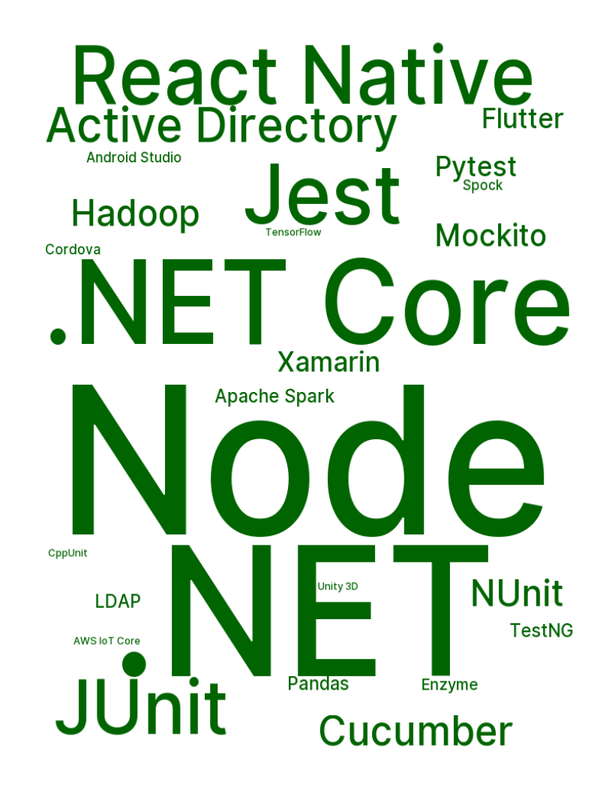 React Native
Active Directory
Flutter
Android Studio
Pytest
Spock
Jest
Hadoop
TensorFlow
Mockito
Cordova
.NET Core
Xamarin
Apache Spark
Node
CppUnit
.NET
Unity 3D
NUnit
LDAP
TestNG
AWS IoT Core
Pandas
Enzyme
JUnit
Cucumber